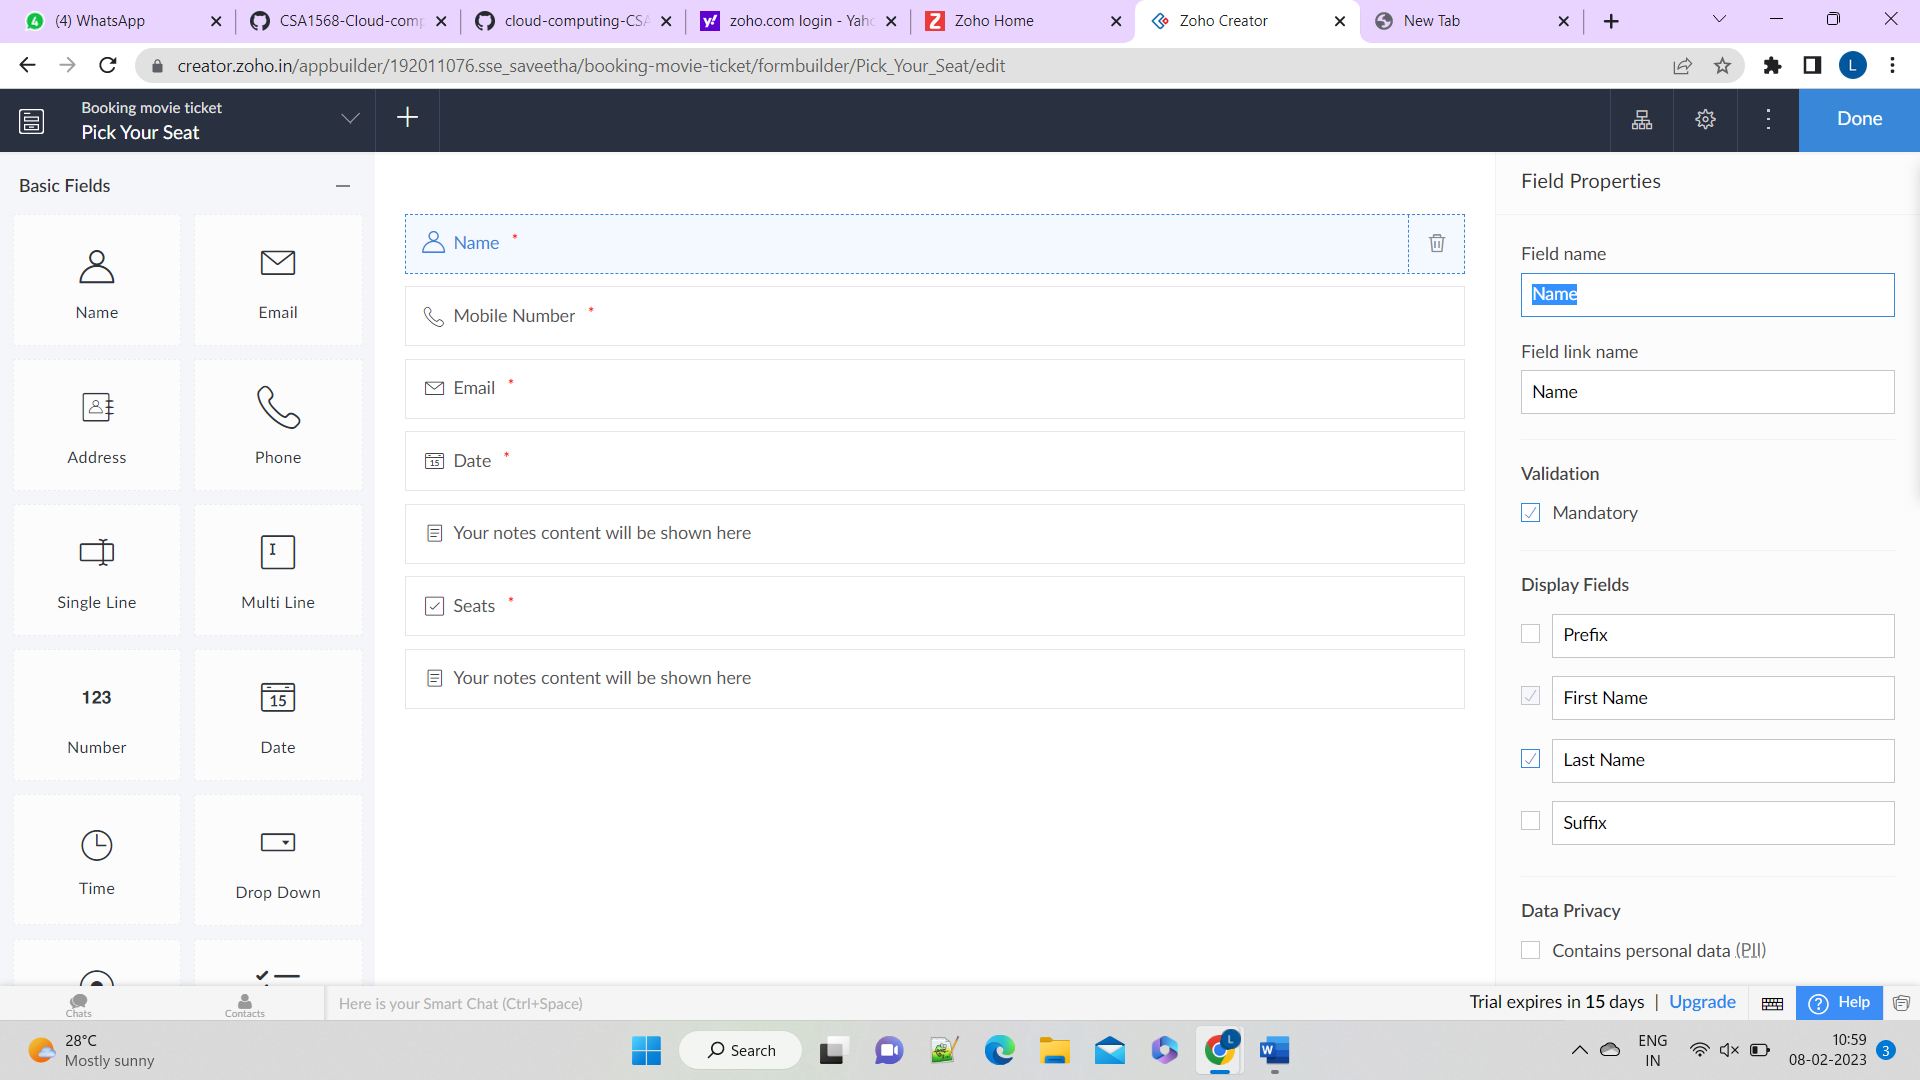 (4) WhatsApp
CSA1568-Cloud-comp
cloud-computing-CSA
zoho.com login - Yaho
Zoho Home
Zoho Creator
New Tab
creator.zoho.in/appbuilder/192011076.sse_saveetha/booking-movie-ticket/formbuilder/Pick_Your_Seat/edit
L
Booking movie ticket
Pick Your Seat
Done
Basic Fields
Name
Email
Address
Phone
Single Line
Multi Line
123
Number
15
Date
Time
Drop Down
Name *
Mobile Number *
Email *
15 Date *
Your notes content will be shown here
Seats *
Your notes content will be shown here
Field Properties
Field name
Name
Field link name
Name
Validation
Mandatory
Display Fields
Prefix
First Name
Last Name
Suffix
Data Privacy
Contains personal data (PII)
Chats
Contacts
Here is your Smart Chat (Ctrl+Space)
Trial expires in 15 days | Upgrade
Help
28°C
Mostly sunny
Search
L
ENG
IN
10:59
08-02-2023
3